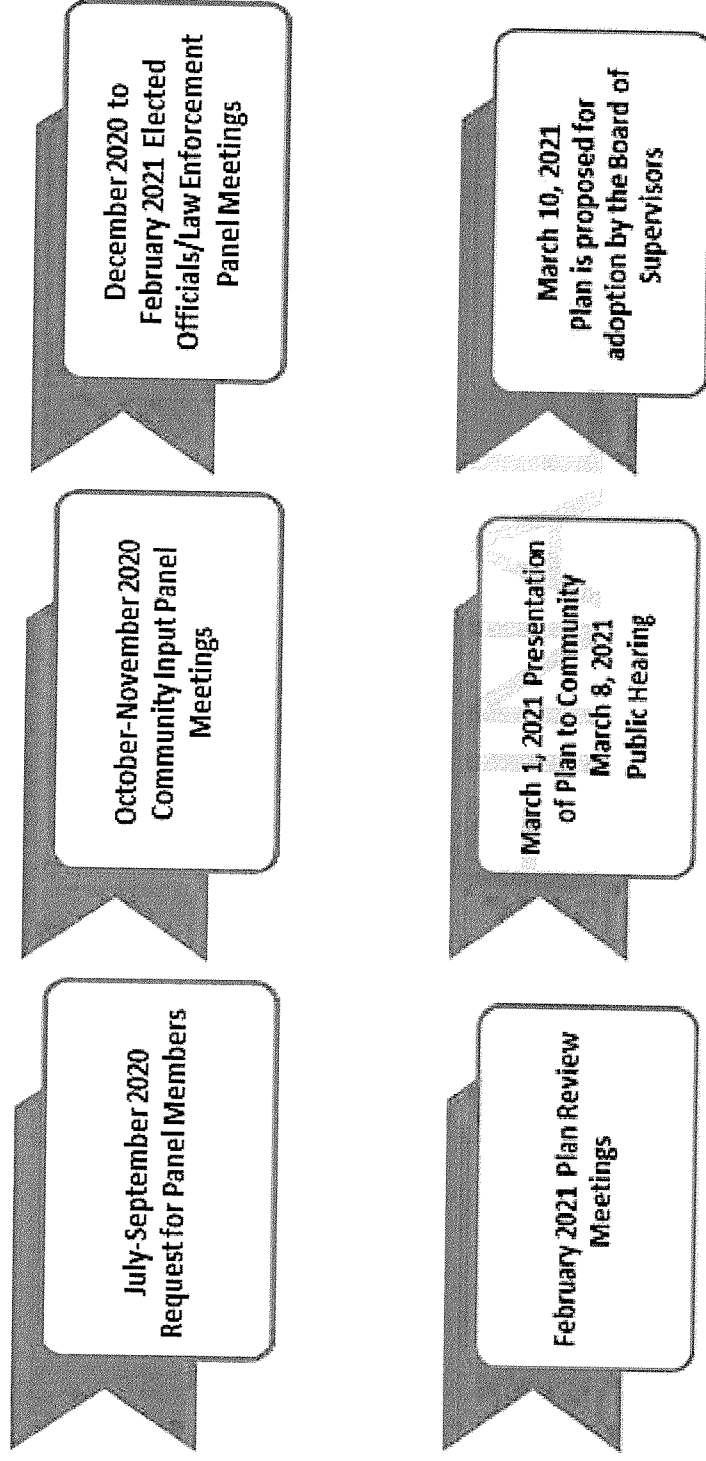 July-September 2020
Request for Panel Members
October-November 2020
Community Input Panel
Meetings
December 2020 to
February 2021 Elected
Officials/Law Enforcement
Panel Meetings
February 2021 Plan Review
Meetings
March 1, 2021 Presentation
of Plan to Community
March 8, 2021
Public Hearing
March 10, 2021
Plan is proposed for
adoption by the Board of
Supervisors